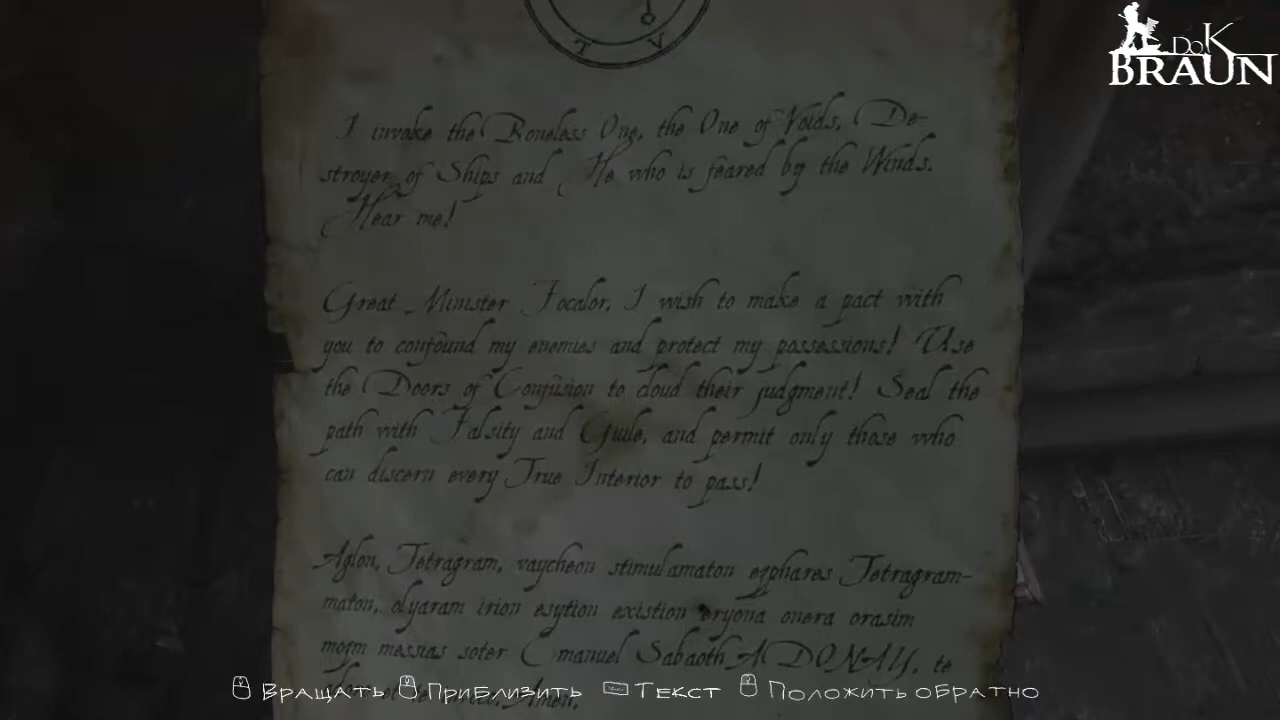 DoK
BRAUN
T V
I invoke the Boneless One, the One of Voids, De-
stroyer of Ships and He who is feared by the Winds.
Hear me!
Great Minister Focalor, I wish to make a pact with
you to confound my enemies and protect my possessions! Use
the Doors of Confusion to cloud their judgment! Seal the
path with Falsity and Guile, and permit only those who
can discern every True Interior to pass!
Aglon, Tetragram, vaycheon stimulamaton ezphares Tetragram-
maton, olyaram irion esytion existion eryona onera orasim
mozm messias soter Emanuel Sabaoth ADONAY, te
Amen.
Вращать Приблизить Текст Положить обратно